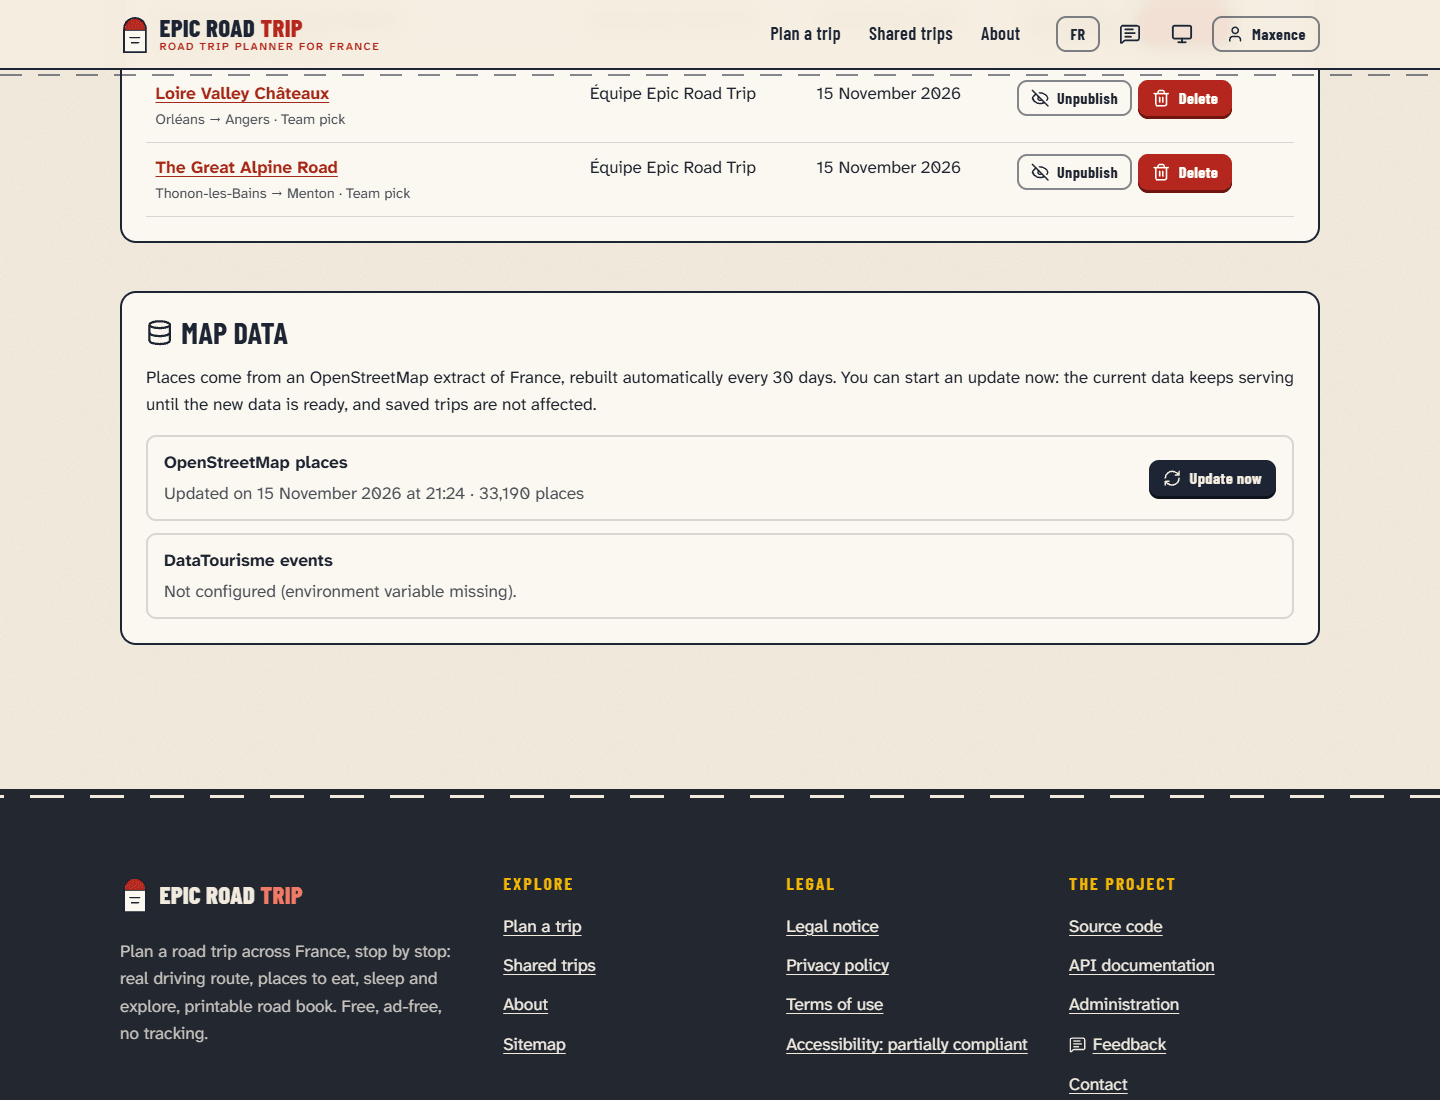 EPIC ROAD TRIP
ROAD TRIP PLANNER FOR FRANCE
Plan a trip
Shared trips
About
FR
Maxence
Loire Valley Châteaux
Équipe Epic Road Trip
15 November 2026
Unpublish
Delete
Orléans → Angers · Team pick
The Great Alpine Road
Équipe Epic Road Trip
15 November 2026
Unpublish
Delete
Thonon-les-Bains → Menton · Team pick
MAP DATA
Places come from an OpenStreetMap extract of France, rebuilt automatically every 30 days. You can start an update now: the current data keeps serving
until the new data is ready, and saved trips are not affected.
OpenStreetMap places
Updated on 15 November 2026 at 21:24 · 33,190 places
Update now
DataTourisme events
Not configured (environment variable missing).
EPIC ROAD TRIP
Plan a road trip across France, stop by stop:
real driving route, places to eat, sleep and
explore, printable road book. Free, ad-free,
no tracking.
EXPLORE
Plan a trip
Shared trips
About
Sitemap
LEGAL
Legal notice
Privacy policy
Terms of use
Accessibility: partially compliant
THE PROJECT
Source code
API documentation
Administration
Feedback
Contact